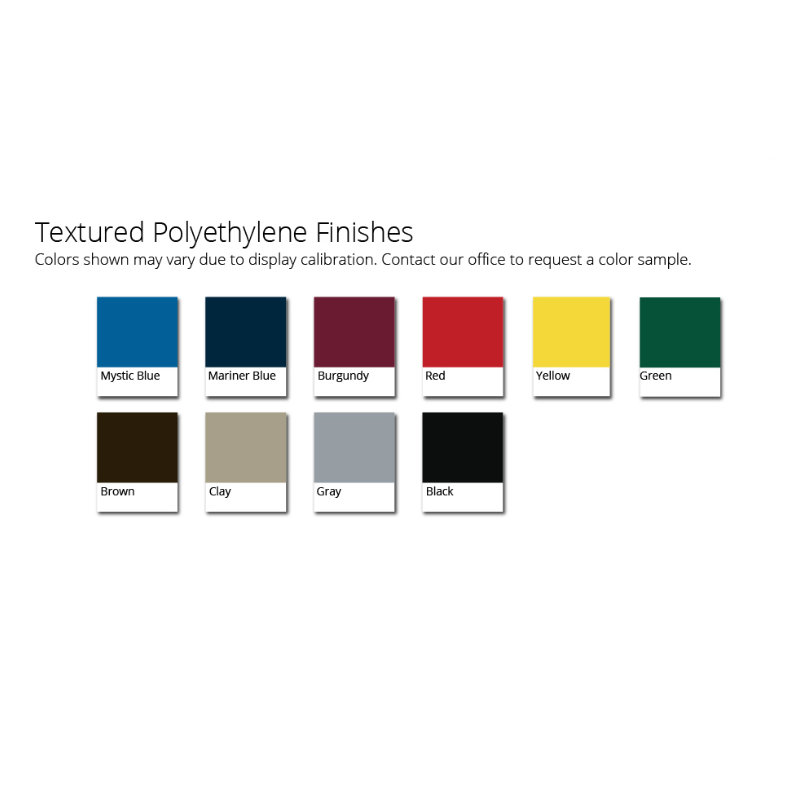 Textured Polyethylene Finishes
Colors shown may vary due to display calibration. Contact our office to request a color sample.
Mystic Blue Mariner Blue Burgundy Red Yellow Green
Brown Clay Gray Black